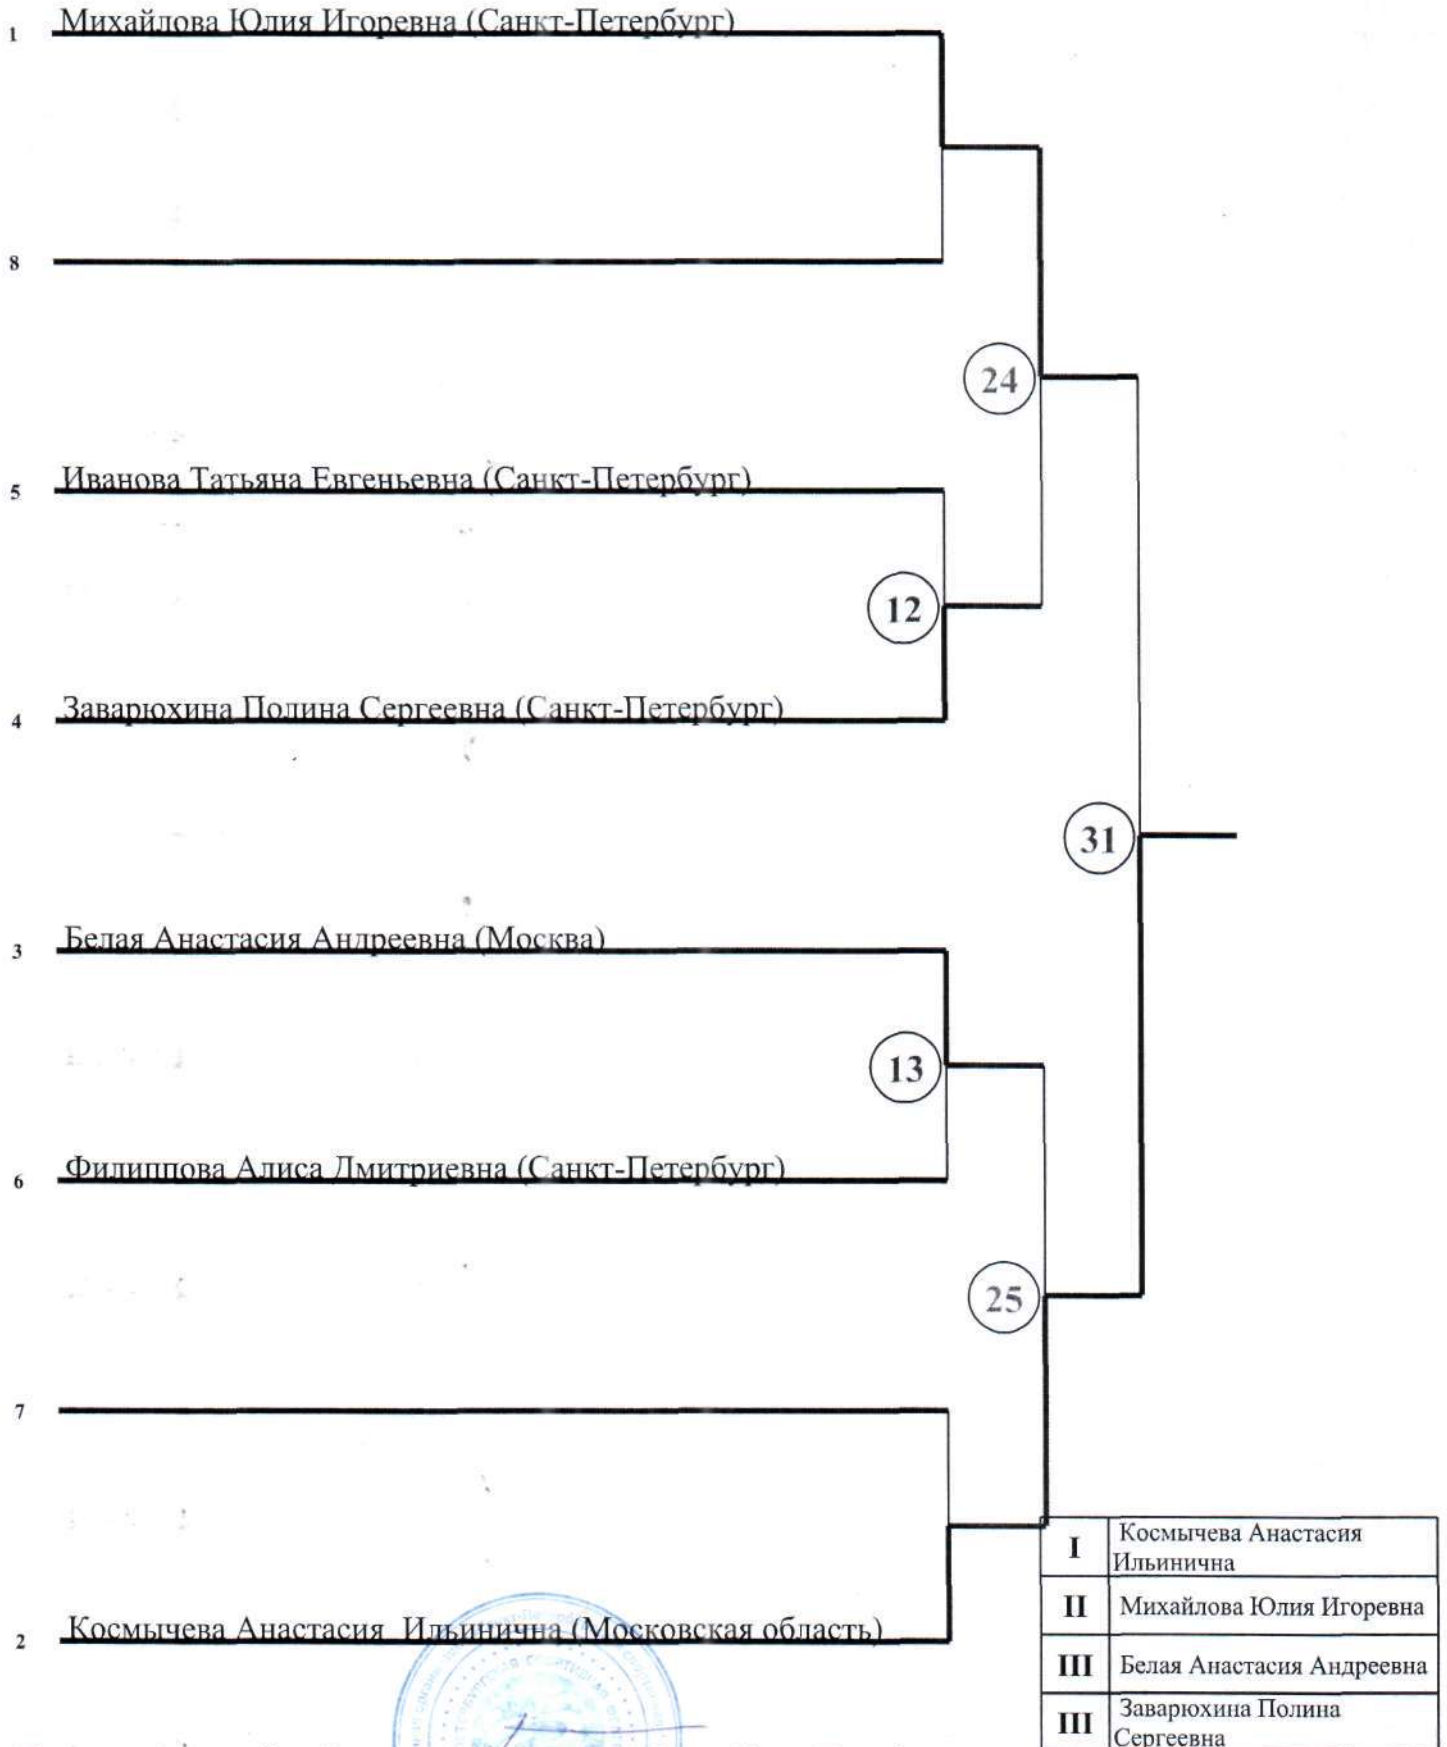 1 Михайлова Юлия Игоревна (Санкт-Петербург)
8
24
5 Иванова Татьяна Евгеньевна (Санкт-Петербург)
12
4 Заварюхина Полина Сергеевна (Санкт-Петербург)
31
3 Белая Анастасия Андреевна (Москва)
13
6 Филиппова Алиса Дмитриевна (Санкт-Петербург)
25
7
2 Космычева Анастасия Ильинична (Московская область)
I Космычева Анастасия
Ильинична
II Михайлова Юлия Игоревна
III Белая Анастасия Андреевна
III Заварюхина Полина
Сергеевна